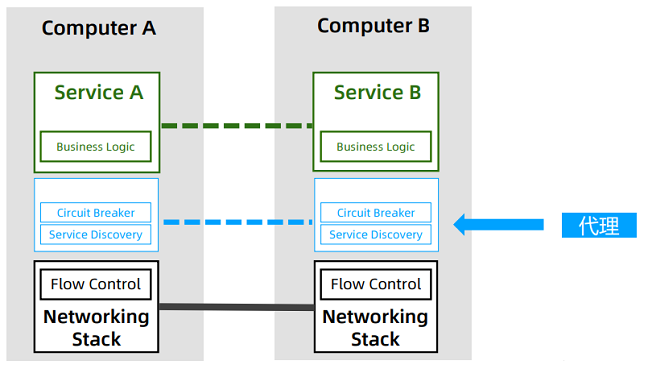 Computer A
Service A
Business Logic
Circuit Breaker
Service Discovery
Flow Control
Networking
Stack
Computer B
Service B
Business Logic
Circuit Breaker
Service Discovery
Flow Control
Networking
Stack
代理